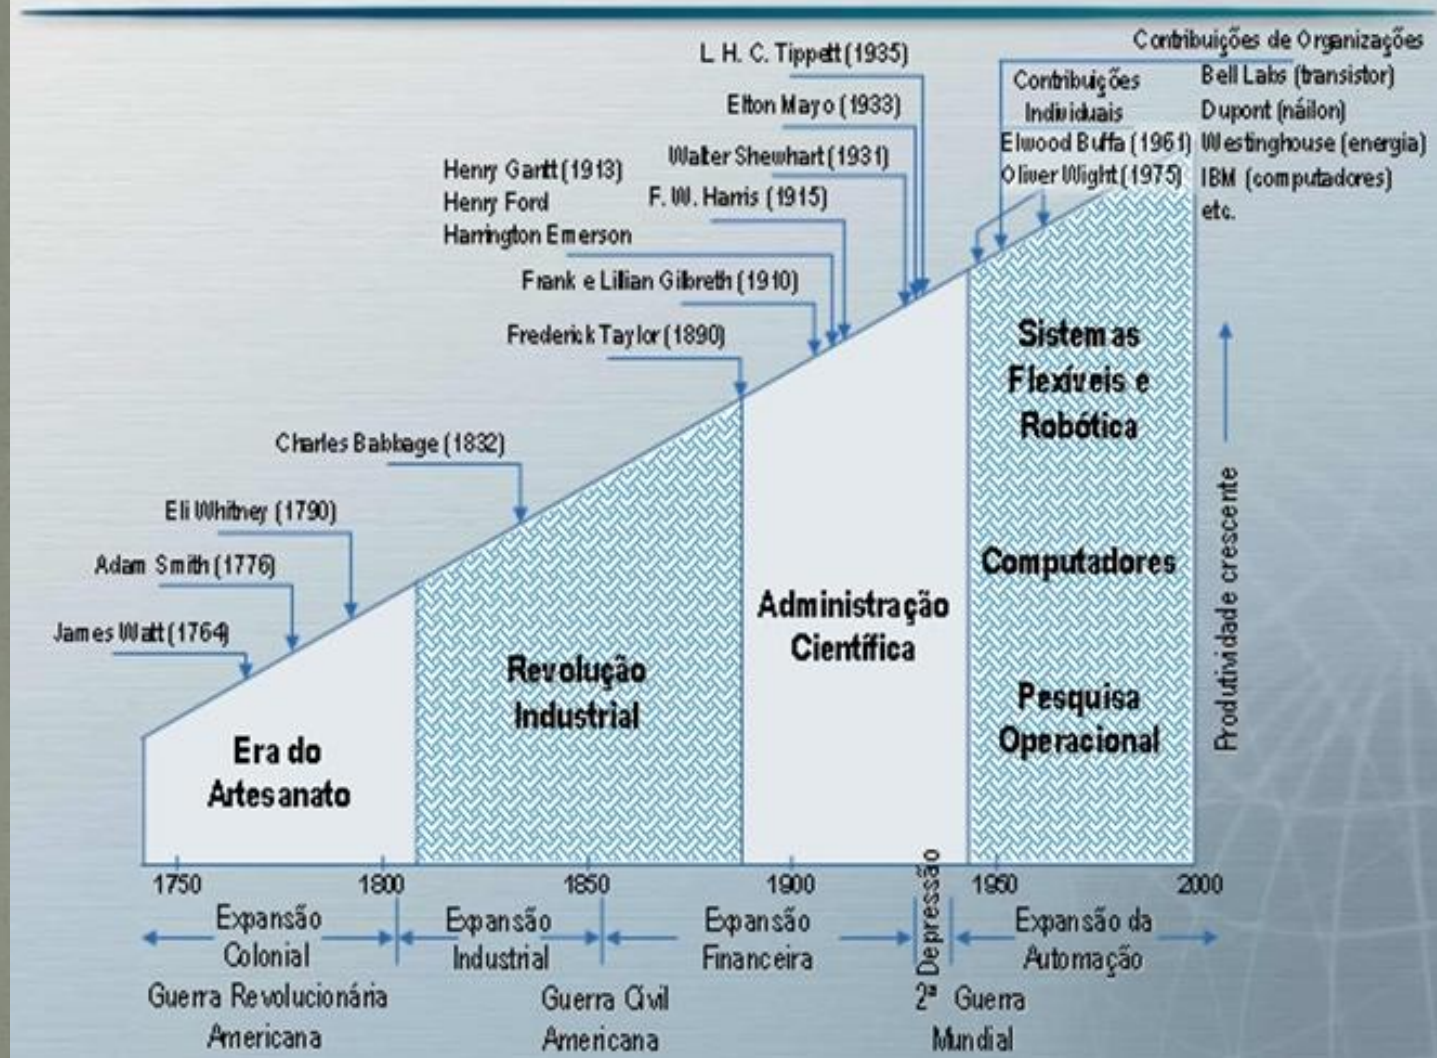 Contribuições de Organizações
Bell Labs (transistor)
Dupont (náilon)
Westinghouse (energia)
IBM (computadores)
etc.
Contribuições
Individuais
Elwood Buffa (1961)
Oliver Wight (1975)
L. H. C. Tippett (1935)
Elton Mayo (1933)
Walter Shewhart (1931)
F. W. Harris (1915)
Henry Gantt (1913)
Henry Ford
Harrington Emerson
Frank e Lillian Gilbreth (1910)
Frederick Taylor (1890)
Charles Babbage (1832)
Eli Whitney (1790)
Adam Smith (1776)
James Watt (1764)
Era do
Artesanato
Revolução
Industrial
Administração
Científica
Sistemas
Flexíveis e
Robótica
Computadores
Pesquisa
Operacional
Produtividade crescente
1750 1800 1850 1900 1950 2000
Expansão
Colonial
Expansão
Industrial
Expansão
Financeira
Depressão
Expansão da
Automação
Guerra Revolucionária
Americana
Guerra Civil
Americana
2ª Guerra
Mundial